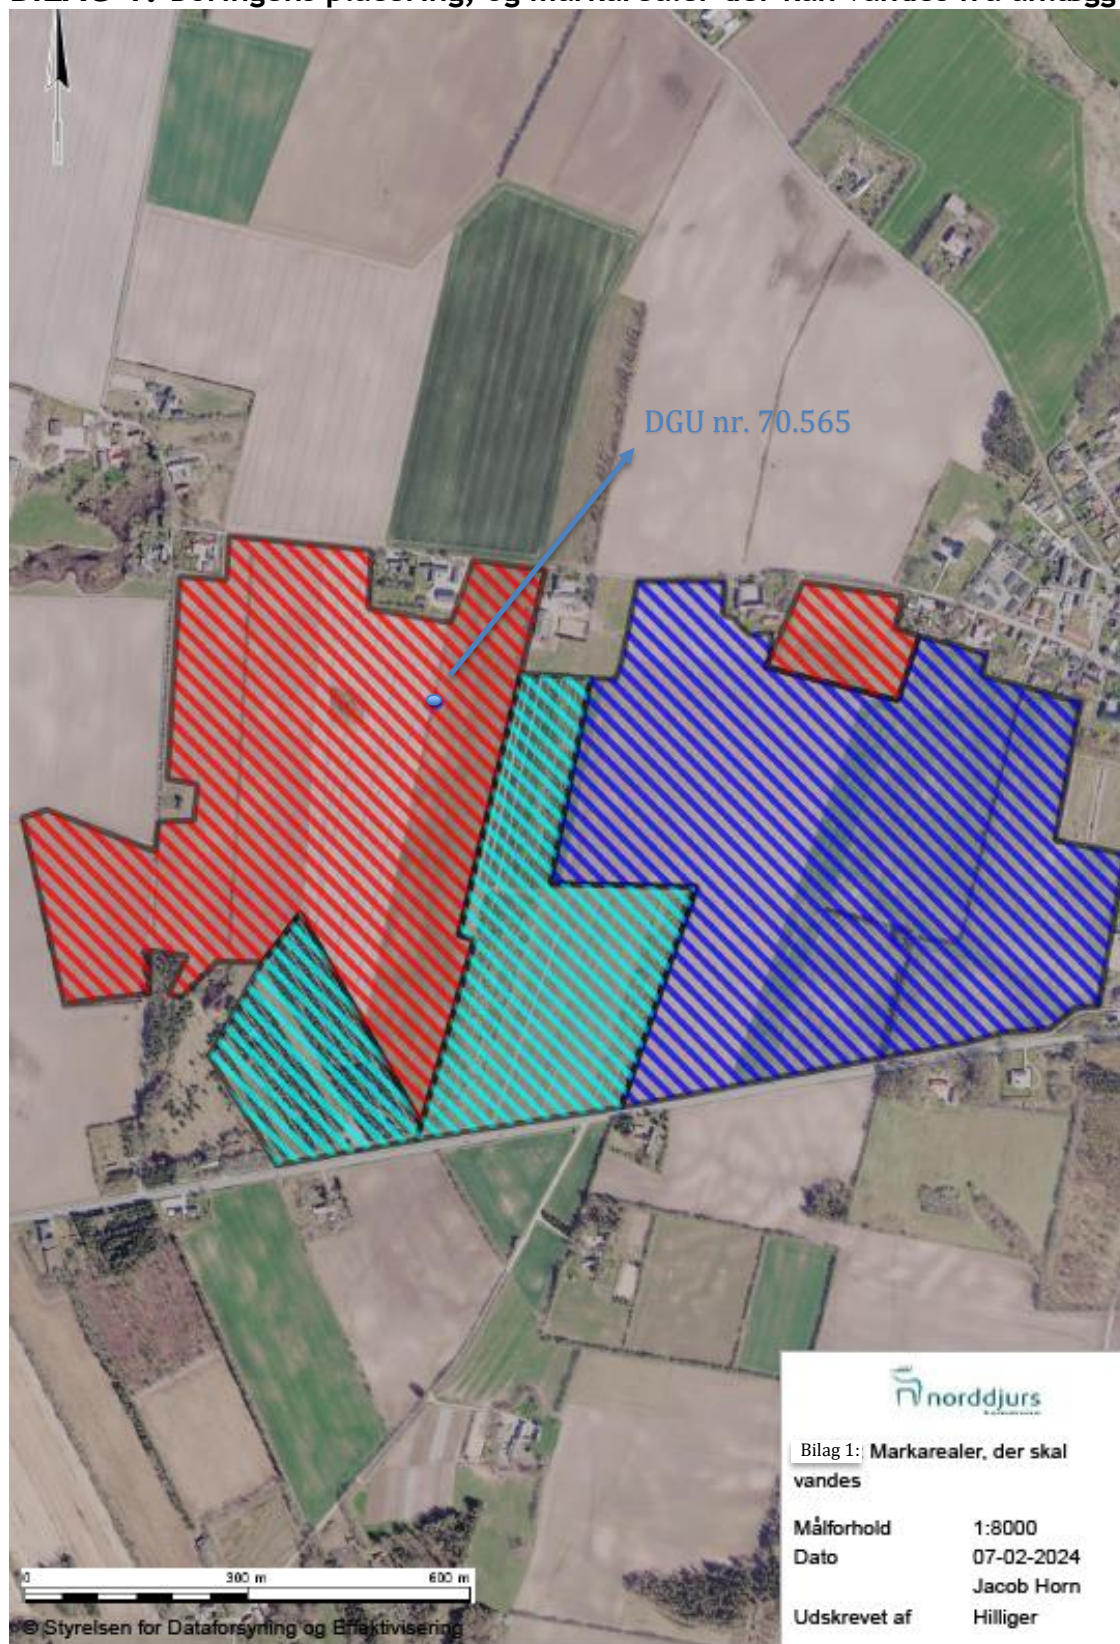 DGU nr. 70.565
norddjurs
Bilag 1: Markarealer, der skal
vandes
Målforhold 1:8000
Dato 07-02-2024
Jacob Horn
Udskrevet af Hilliger
0 300 m 600 m
© Styrelsen for Dataforsyning og Effektivisering